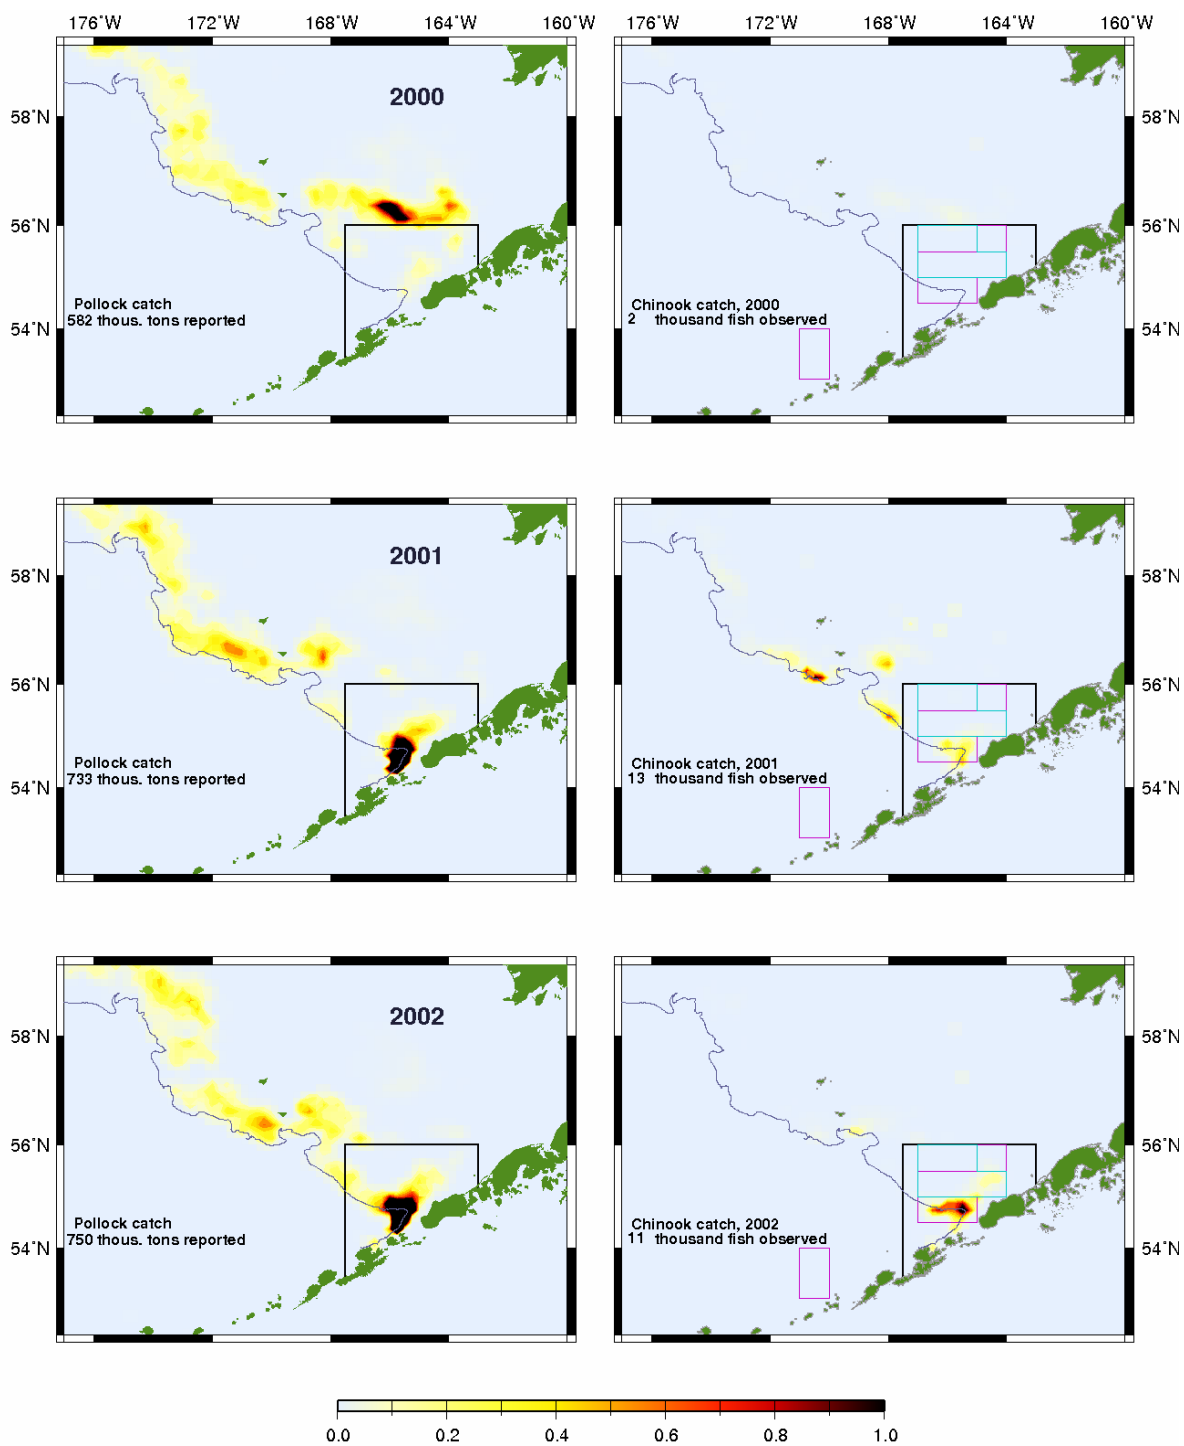 176°W 172°W 168°W 164°W 160°W 176°W 172°W 168°W 164°W 160°W
58°N 58°N
2000
56°N 56°N
Pollock catch Chinook catch, 2000
582 thous. tons reported 2 thousand fish observed
54°N 54°N
58°N 58°N
2001
56°N 56°N
Pollock catch Chinook catch, 2001
733 thous. tons reported 13 thousand fish observed
54°N 54°N
58°N 58°N
2002
56°N 56°N
Pollock catch Chinook catch, 2002
750 thous. tons reported 11 thousand fish observed
54°N 54°N
0.0 0.2 0.4 0.6 0.8 1.0